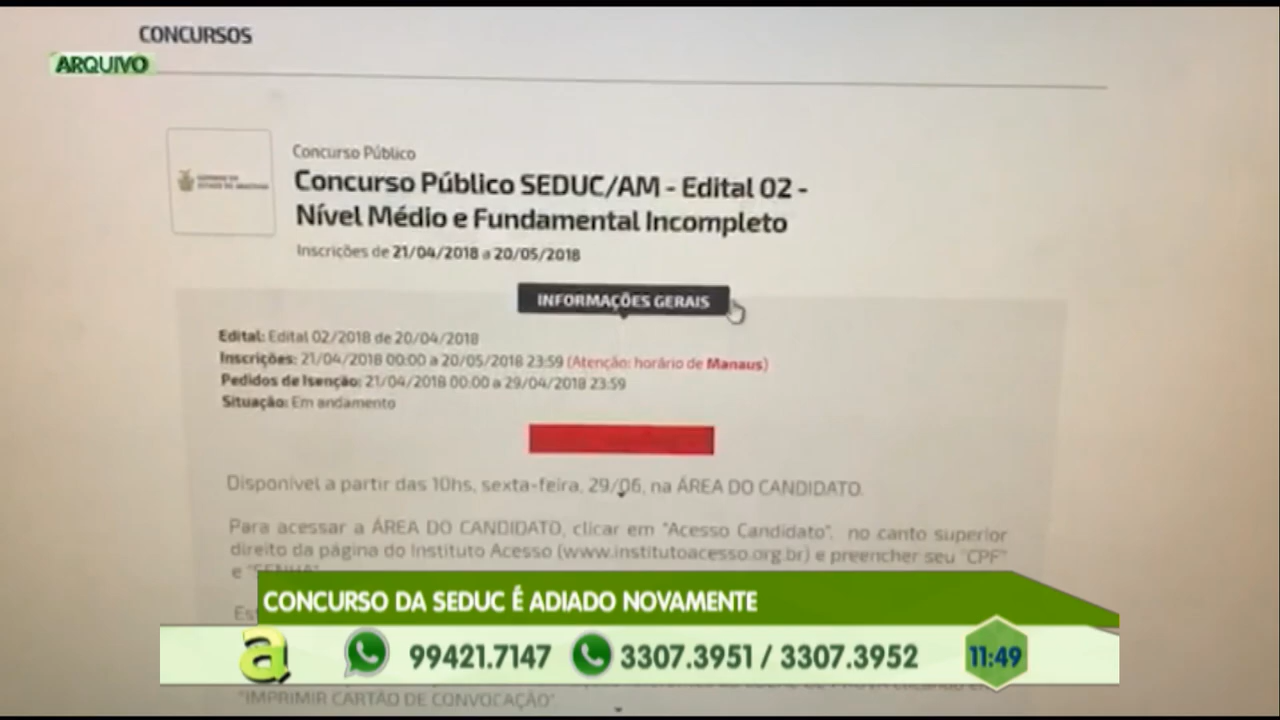 CONCURSOS
ARQUIVO
Concurso Público
Concurso Público SEDUC/AM - Edital 02 -
Nível Médio e Fundamental Incompleto
Inscrições de 21/04/2018 a 20/05/2018
INFORMAÇÕES GERAIS
Edital: Edital 02/2018 de 20/04/2018
Inscrições: 21/04/2018 00:00 a 20/05/2018 23:59 (Atenção: horário de Manaus)
Pedidos de Isenção: 21/04/2018 00:00 a 29/04/2018 23:59
Situação: Em andamento
Disponível a partir das 10hs, sexta-feira, 29/06, na ÁREA DO CANDIDATO.
Para acessar a ÁREA DO CANDIDATO, clicar em "Acesso Candidato", no canto superior
direito da página do Instituto Acesso (www.institutoacesso.org.br) e preencher seu "CPF"
e "SENHA"
CONCURSO DA SEDUC É ADIADO NOVAMENTE
a 99421.7147 3307.3951 / 3307.3952 11:49
"IMPRIMIR CARTÃO DE CONVOCAÇÃO".